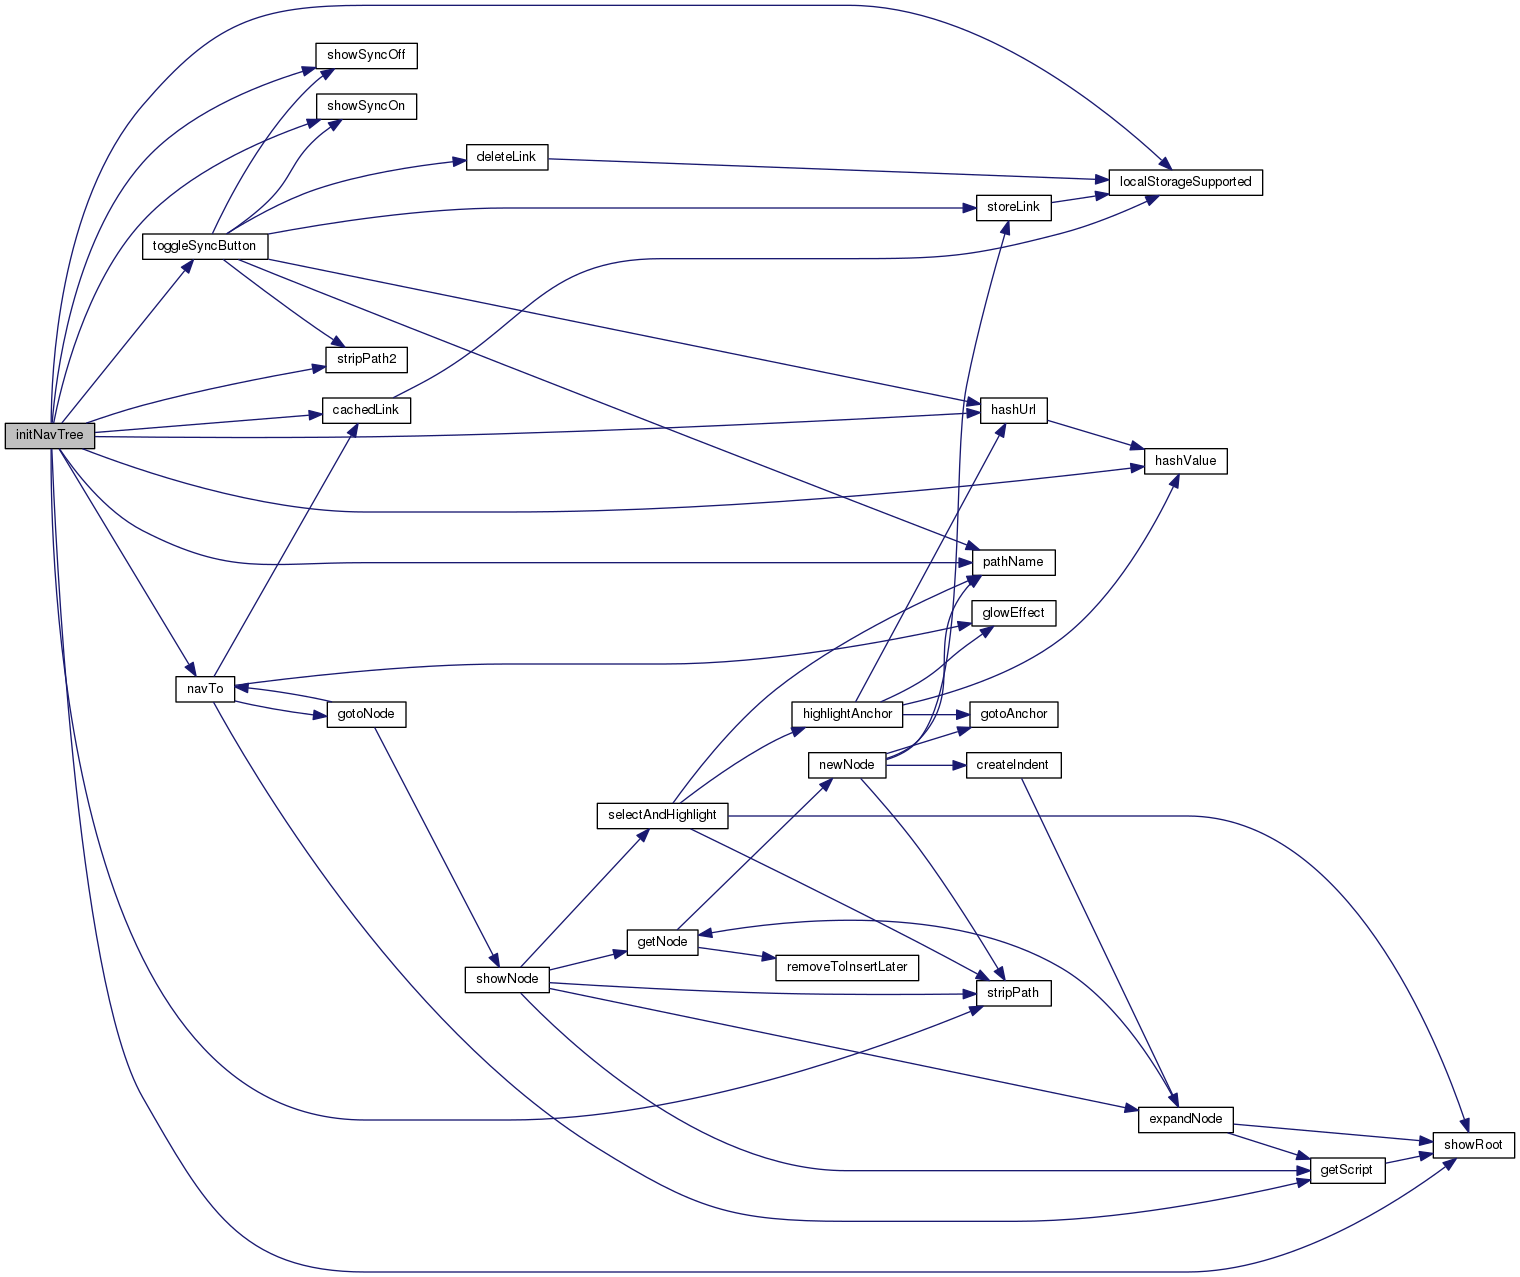 showSyncOff
showSyncOn
deleteLink
localStorageSupported
storeLink
toggleSyncButton
stripPath2
cachedLink
hashUrl
initNavTree
hashValue
pathName
glowEffect
navTo
gotoNode
highlightAnchor
gotoAnchor
newNode
createIndent
selectAndHighlight
getNode
removeToInsertLater
showNode
stripPath
expandNode
showRoot
getScript